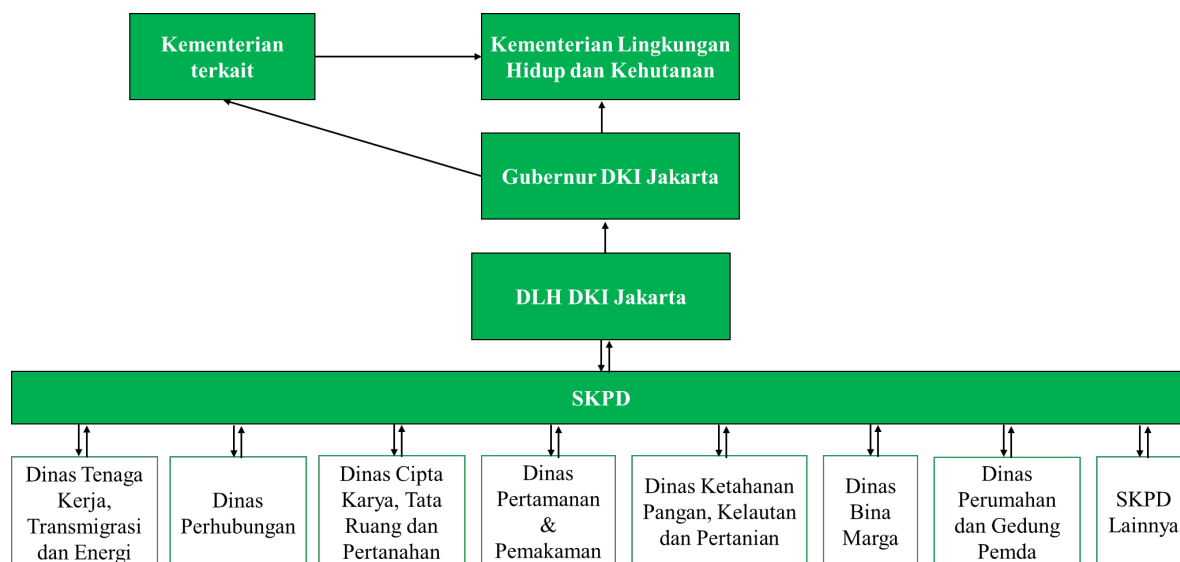 Kementerian
terkait
Kementerian Lingkungan
Hidup dan Kehutanan
Gubernur DKI Jakarta
DLH DKI Jakarta
SKPD
Dinas Tenaga
Kerja,
Transmigrasi
dan Energi
Dinas
Perhubungan
Dinas Cipta
Karya, Tata
Ruang dan
Pertanahan
Dinas
Pertamanan
&
Pemakaman
Dinas Ketahanan
Pangan, Kelautan
dan Pertanian
Dinas
Bina
Marga
Dinas
Perumahan
dan Gedung
Pemda
SKPD
Lainnya